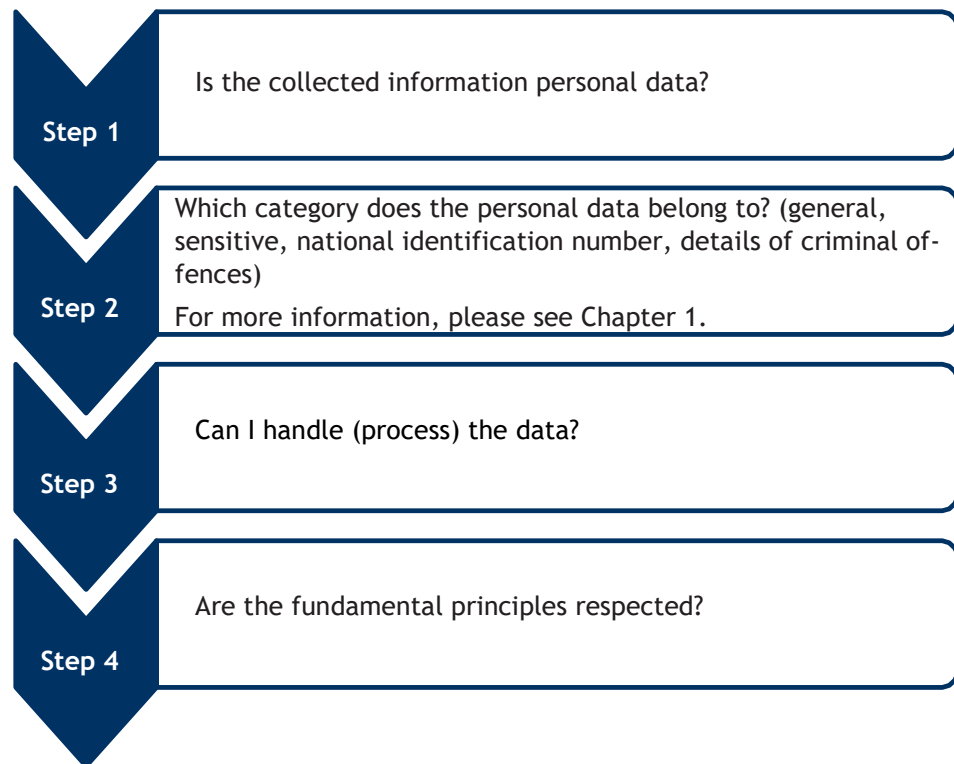 Step 1
Is the collected information personal data?
Step 2
Which category does the personal data belong to? (general,
sensitive, national identification number, details of criminal of-
fences)
For more information, please see Chapter 1.
Step 3
Can I handle (process) the data?
Step 4
Are the fundamental principles respected?